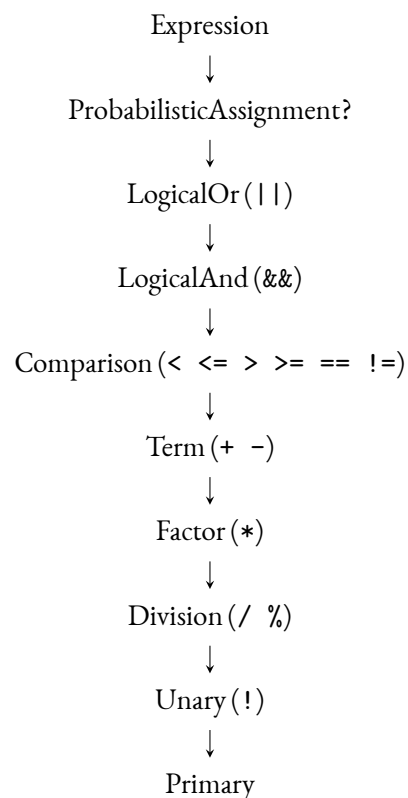 Expression
↓
ProbabilisticAssignment?
↓
LogicalOr (||)
↓
LogicalAnd (&&)
↓
Comparison (< <= > >= == !=)
↓
Term (+ -)
↓
Factor (*)
↓
Division (/ %)
↓
Unary (!)
↓
Primary